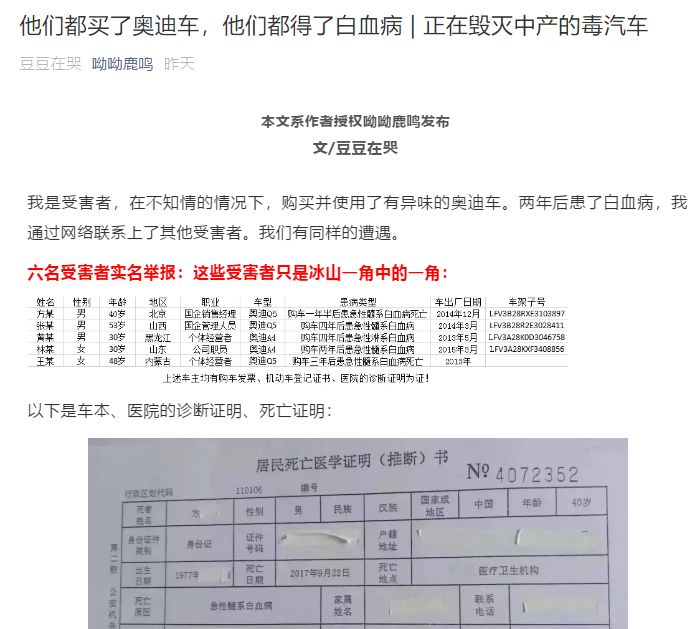 他们都买了奥迪车，他们都得了白血病 | 正在毁灭中产的毒汽车
豆豆在哭 呦呦鹿鸣 昨天
本文系作者授权呦呦鹿鸣发布
文/豆豆在哭
我是受害者，在不知情的情况下，购买并使用了有异味的奥迪车。两年后患了白血病，我
通过网络联系上了其他受害者。我们有同样的遭遇。
六名受害者实名举报：这些受害者只是冰山一角中的一角：
姓名 性别 年龄 地区 职业 车型 患病类型 车出厂日期 车架子号
方某 男 40岁 北京 国企销售经理 奥迪Q5 购车一年半后患急性髓系白血病死亡 2014年12月 LFV3B28RXE3103897
张某 男 53岁 山西 国企管理人员 奥迪Q5 购车四年后患急性髓系白血病 2014年3月 LFV3B28R2E3028411
黄某 男 30岁 黑龙江 个体经营者 奥迪A4 购车四年后患急性淋系白血病 2013年5月 LFV3A28K0D3046758
林某 女 30岁 山东 公司职员 奥迪A4 购车两年后患急性髓系白血病 2015年3月 LFV3A28KXF3408856
王某 女 48岁 内蒙古 个体经营者 奥迪Q5 购车三年后患急性髓系白血病死亡 2013年
上述车主均有购车发票、机动车登记证书、医院的诊断证明为证！
以下是车本、医院的诊断证明、死亡证明：
居民死亡医学证明（推断）书
№ 4072352
行政区划代码 110106 编号
死者姓名 方 性别 男 民族 汉族 国家或地区 中国 年龄 40岁
身份证件类别 身份证 证件号码 户籍地址
出生日期 1977年 死亡日期 2017年9月22日 死亡地点 医疗卫生机构
死亡原因 急性髓系白血病 家属姓名 联系电话
第二联 公安机